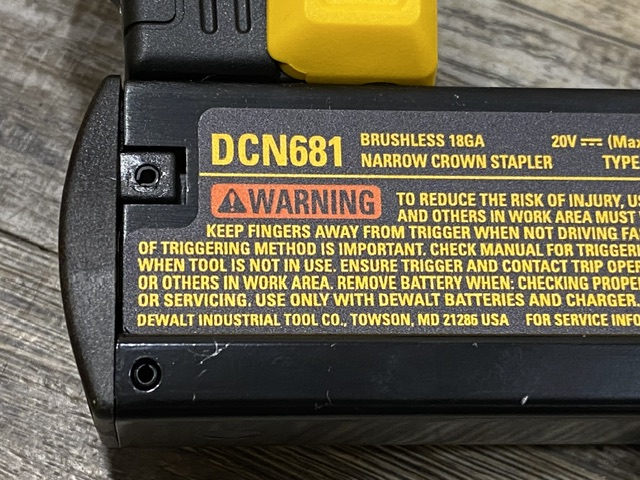 DCN681 BRUSHLESS 18GA 20V ⎓ (Max
NARROW CROWN STAPLER TYPE
WARNING TO REDUCE THE RISK OF INJURY,
AND OTHERS IN WORK AREA MUST
KEEP FINGERS AWAY FROM TRIGGER WHEN NOT DRIVING
OF TRIGGERING METHOD IS IMPORTANT. CHECK MANUAL FOR
WHEN TOOL IS NOT IN USE. ENSURE TRIGGER AND CONTACT TRIP
OR OTHERS IN WORK AREA. REMOVE BATTERY WHEN: CHECKING
OR SERVICING. USE ONLY WITH DEWALT BATTERIES AND CHARGER.
DEWALT INDUSTRIAL TOOL CO., TOWSON, MD 21286 USA FOR SERVICE